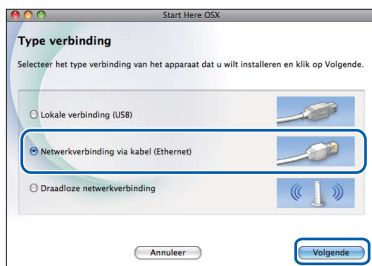 Start Here OSX
Type verbinding
Selecteer het type verbinding van het apparaat dat u wilt installeren en klik op Volgende.
Lokale verbinding (USB)
Netwerkverbinding via kabel (Ethernet)
Draadloze netwerkverbinding
Annuleer
Volgende